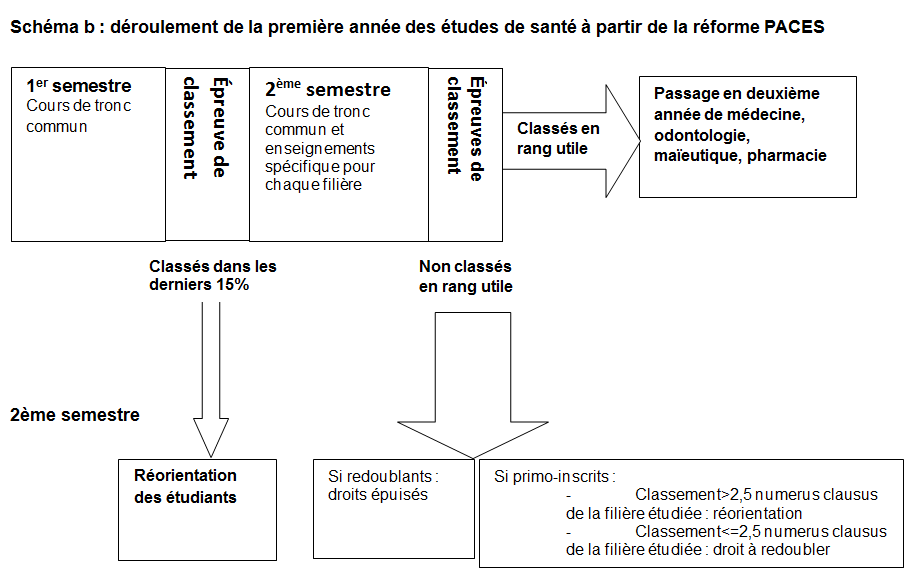 Schéma b : déroulement de la première année des études de santé à partir de la réforme PACES
1er semestre
Cours de tronc
commun
Épreuve de
classement
2ème semestre
Cours de tronc
commun et
enseignements
spécifique pour
chaque filière
Épreuves de
classement
Classés en
rang utile
Passage en deuxième
année de médecine,
odontologie,
maïeutique, pharmacie
Classés dans les
derniers 15%
Non classés
en rang utile
2ème semestre
Réorientation
des étudiants
Si redoublants :
droits épuisés
Si primo-inscrits :
- Classement>2,5 numerus clausus
de la filière étudiée : réorientation
- Classement<=2,5 numerus clausus
de la filière étudiée : droit à redoubler